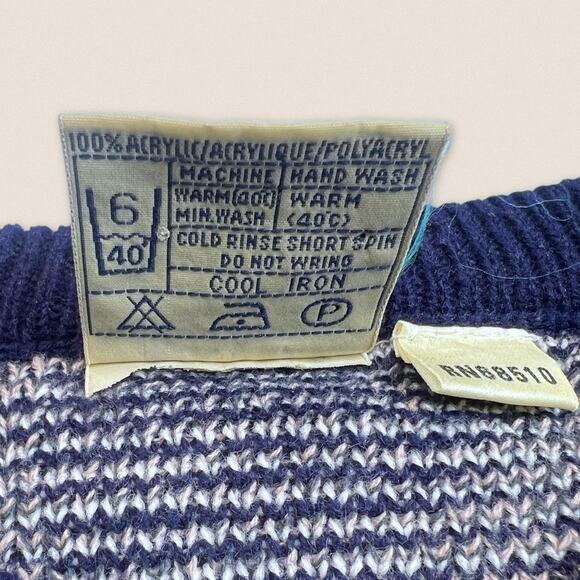 100% ACRYLIC/ACRYLIQUE/POLYACRYL
6
40
MACHINE
WARM(40C)
MIN.WASH
HAND WASH
WARM
(40°C)
COLD RINSE SHORT SPIN
DO NOT WRING
COOL IRON
P
RN68510